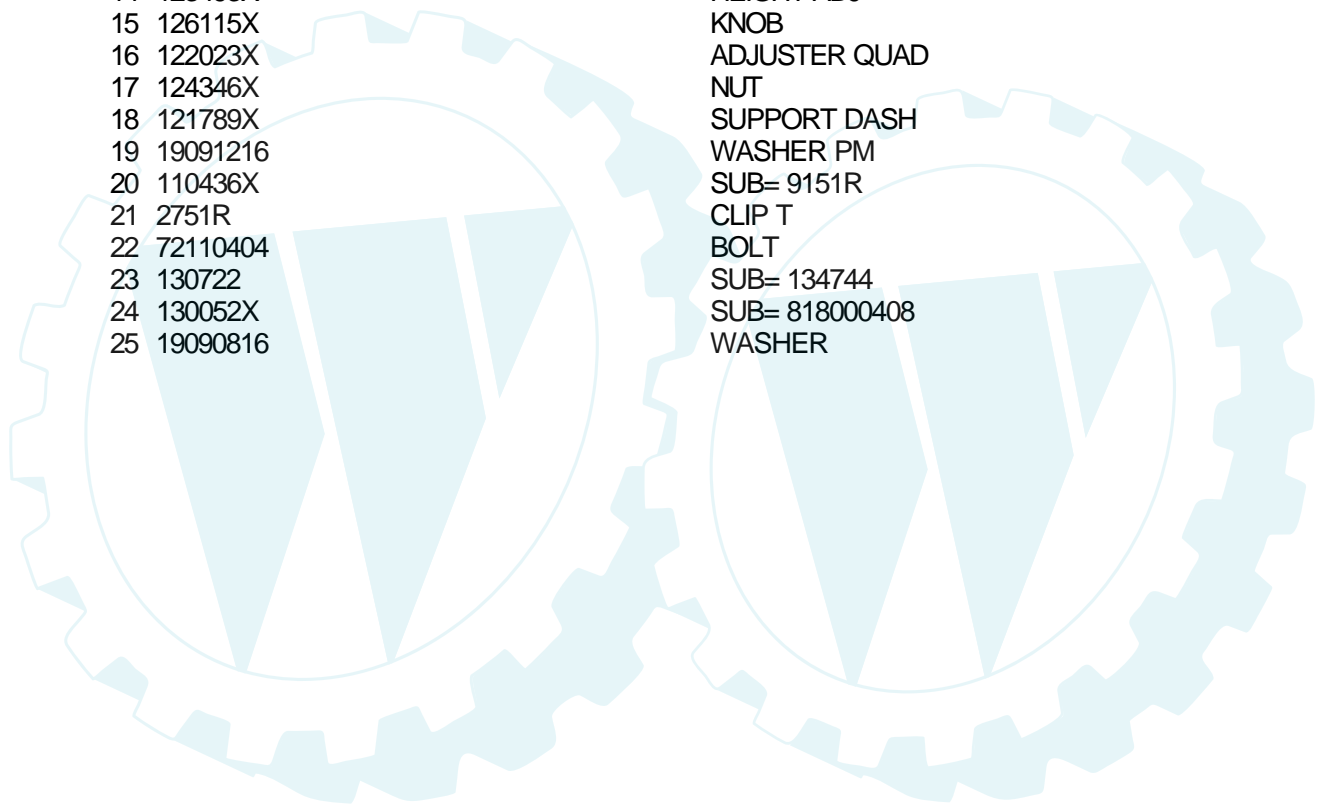 15 126115X KNOB
16 122023X ADJUSTER QUAD
17 124346X NUT
18 121789X SUPPORT DASH
19 19091216 WASHER PM
20 110436X SUB= 9151R
21 2751R CLIP T
22 72110404 BOLT
23 130722 SUB= 134744
24 130052X SUB= 818000408
25 19090816 WASHER